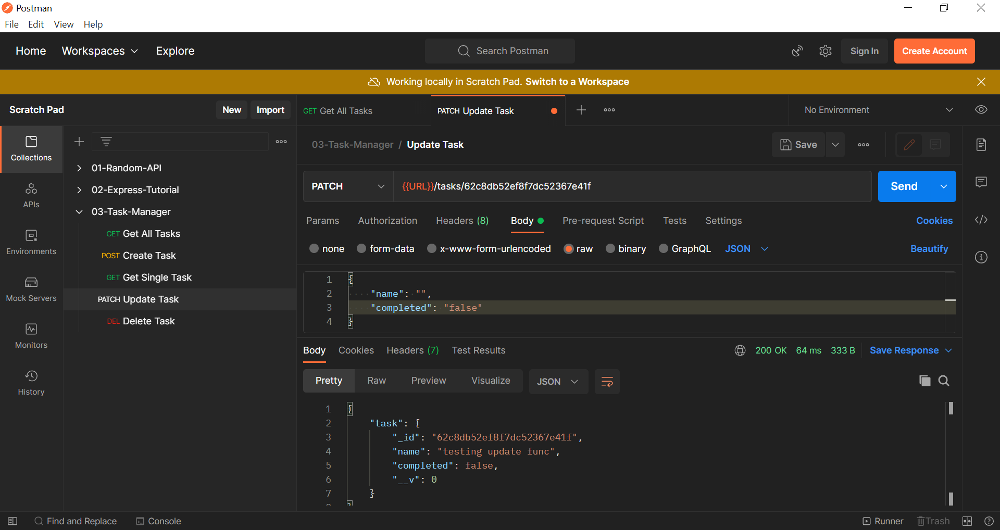 Postman
File Edit View Help
Home Workspaces Explore Search Postman Sign In Create Account
Working locally in Scratch Pad. Switch to a Workspace
Scratch Pad New Import GET Get All Tasks PATCH Update Task No Environment
Collections
APIs
Environments
Mock Servers
Monitors
History
01-Random-API
02-Express-Tutorial
03-Task-Manager
GET Get All Tasks
POST Create Task
GET Get Single Task
PATCH Update Task
DEL Delete Task
03-Task-Manager / Update Task Save
PATCH {{URL}}/tasks/62c8db52ef8f7dc52367e41f Send
Params Authorization Headers (8) Body Pre-request Script Tests Settings Cookies
none form-data x-www-form-urlencoded raw binary GraphQL JSON Beautify
1 {
2 "name": "",
3 "completed": "false"
4 }
Body Cookies Headers (7) Test Results 200 OK 64 ms 333 B Save Response
Pretty Raw Preview Visualize JSON
1 {
2 "task": {
3 "_id": "62c8db52ef8f7dc52367e41f",
4 "name": "testing update func",
5 "completed": false,
6 "__v": 0
7 }
Find and Replace Console Runner Trash